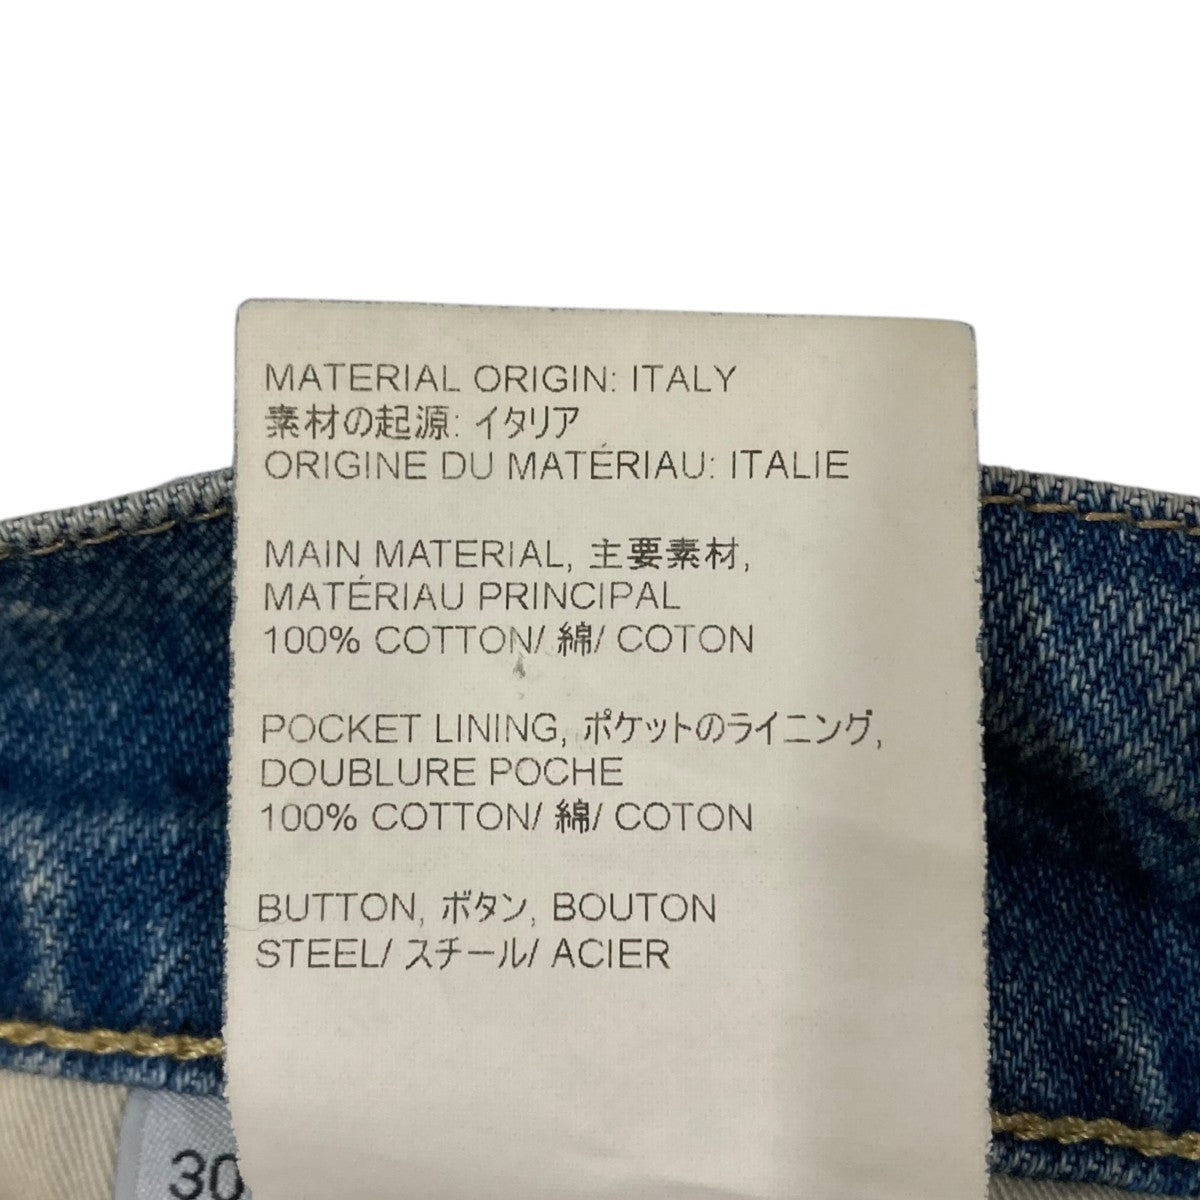 MATERIAL ORIGIN: ITALY
素材の起源: イタリア
ORIGINE DU MATÉRIAU: ITALIE
MAIN MATERIAL, 主要素材,
MATÉRIAU PRINCIPAL
100% COTTON/ 綿/ COTON
POCKET LINING, ポケットのライニング,
DOUBLURE POCHE
100% COTTON/ 綿/ COTON
BUTTON, ボタン, BOUTON
STEEL/ スチール/ ACIER
30